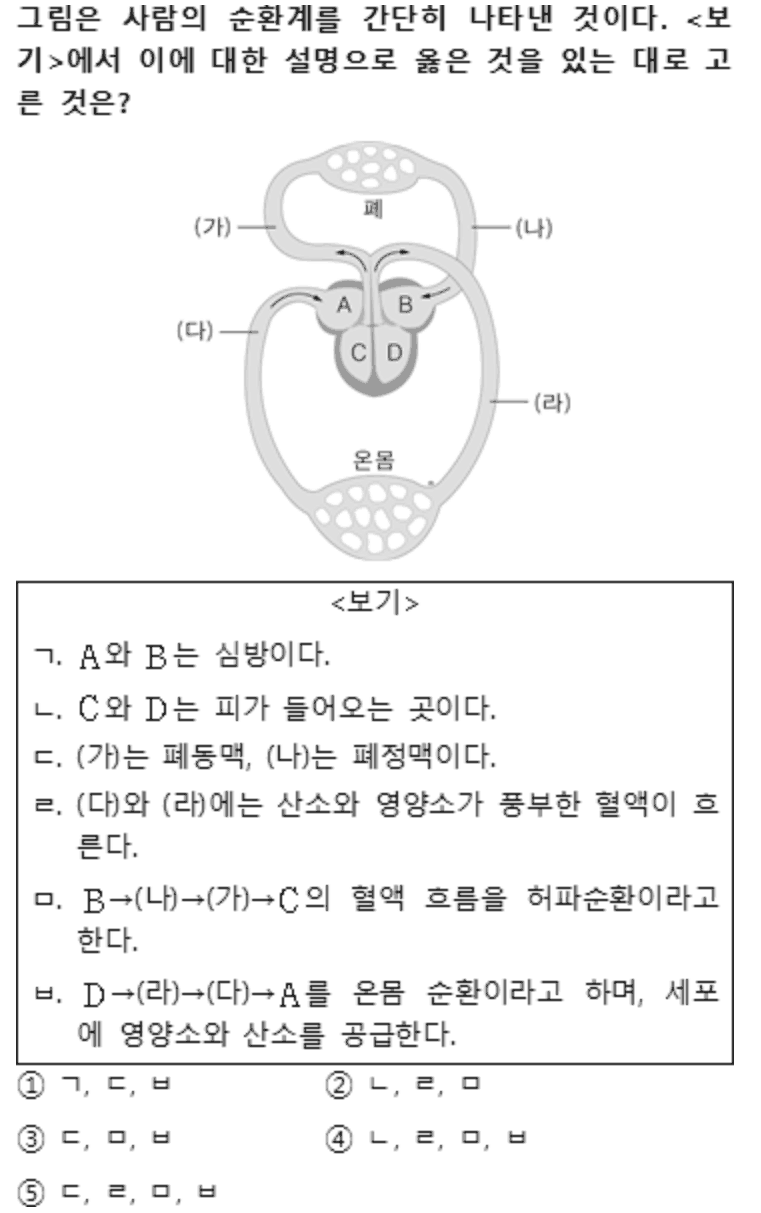 그림은 사람의 순환계를 간단히 나타낸 것이다. <보
기>에서 이에 대한 설명으로 옳은 것을 있는 대로 고
른 것은?
폐
(가)
(나)
A
B
(다)
C
D
(라)
온몸
<보기>
ㄱ. A와 B는 심방이다.
ㄴ. C와 D는 피가 들어오는 곳이다.
ㄷ. (가)는 폐동맥, (나)는 폐정맥이다.
ㄹ. (다)와 (라)에는 산소와 영양소가 풍부한 혈액이 흐
른다.
ㅁ. B→(나)→(가)→C의 혈액 흐름을 허파순환이라고
한다.
ㅂ. D→(라)→(다)→A를 온몸 순환이라고 하며, 세포
에 영양소와 산소를 공급한다.
① ㄱ, ㄷ, ㅂ ② ㄴ, ㄹ, ㅁ
③ ㄷ, ㅁ, ㅂ ④ ㄴ, ㄹ, ㅁ, ㅂ
⑤ ㄷ, ㄹ, ㅁ, ㅂ